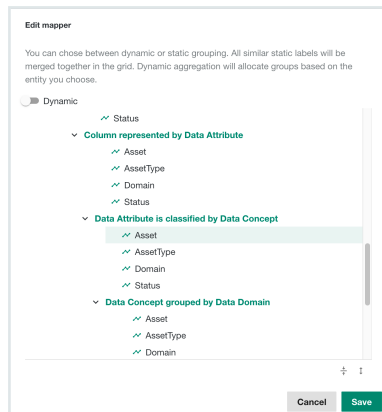 Edit mapper
You can chose between dynamic or static grouping. All similar static labels will be
merged together in the grid. Dynamic aggregation will allocate groups based on the
entity you choose.
Dynamic
Status
Column represented by Data Attribute
Asset
AssetType
Domain
Status
Data Attribute is classified by Data Concept
Asset
AssetType
Domain
Status
Data Concept grouped by Data Domain
Asset
AssetType
Domain
Cancel Save